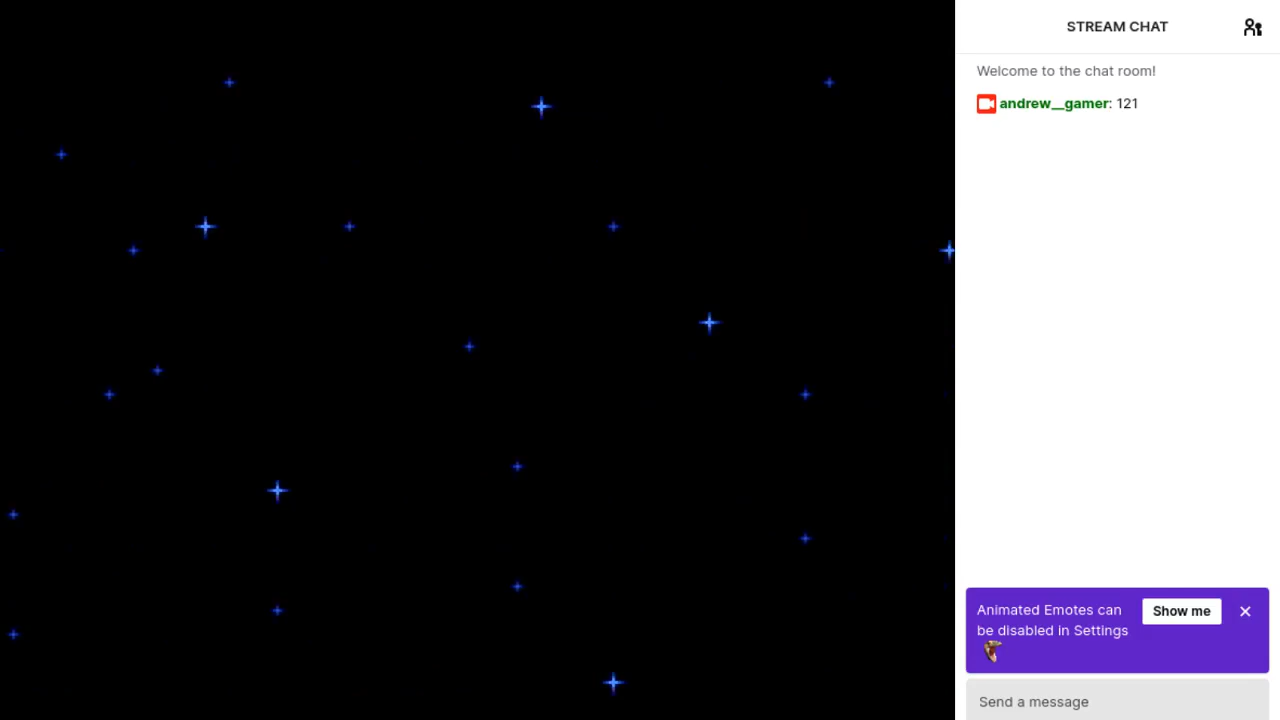 STREAM CHAT
Welcome to the chat room!
andrew__gamer: 121
Animated Emotes can
be disabled in Settings
Show me
Send a message